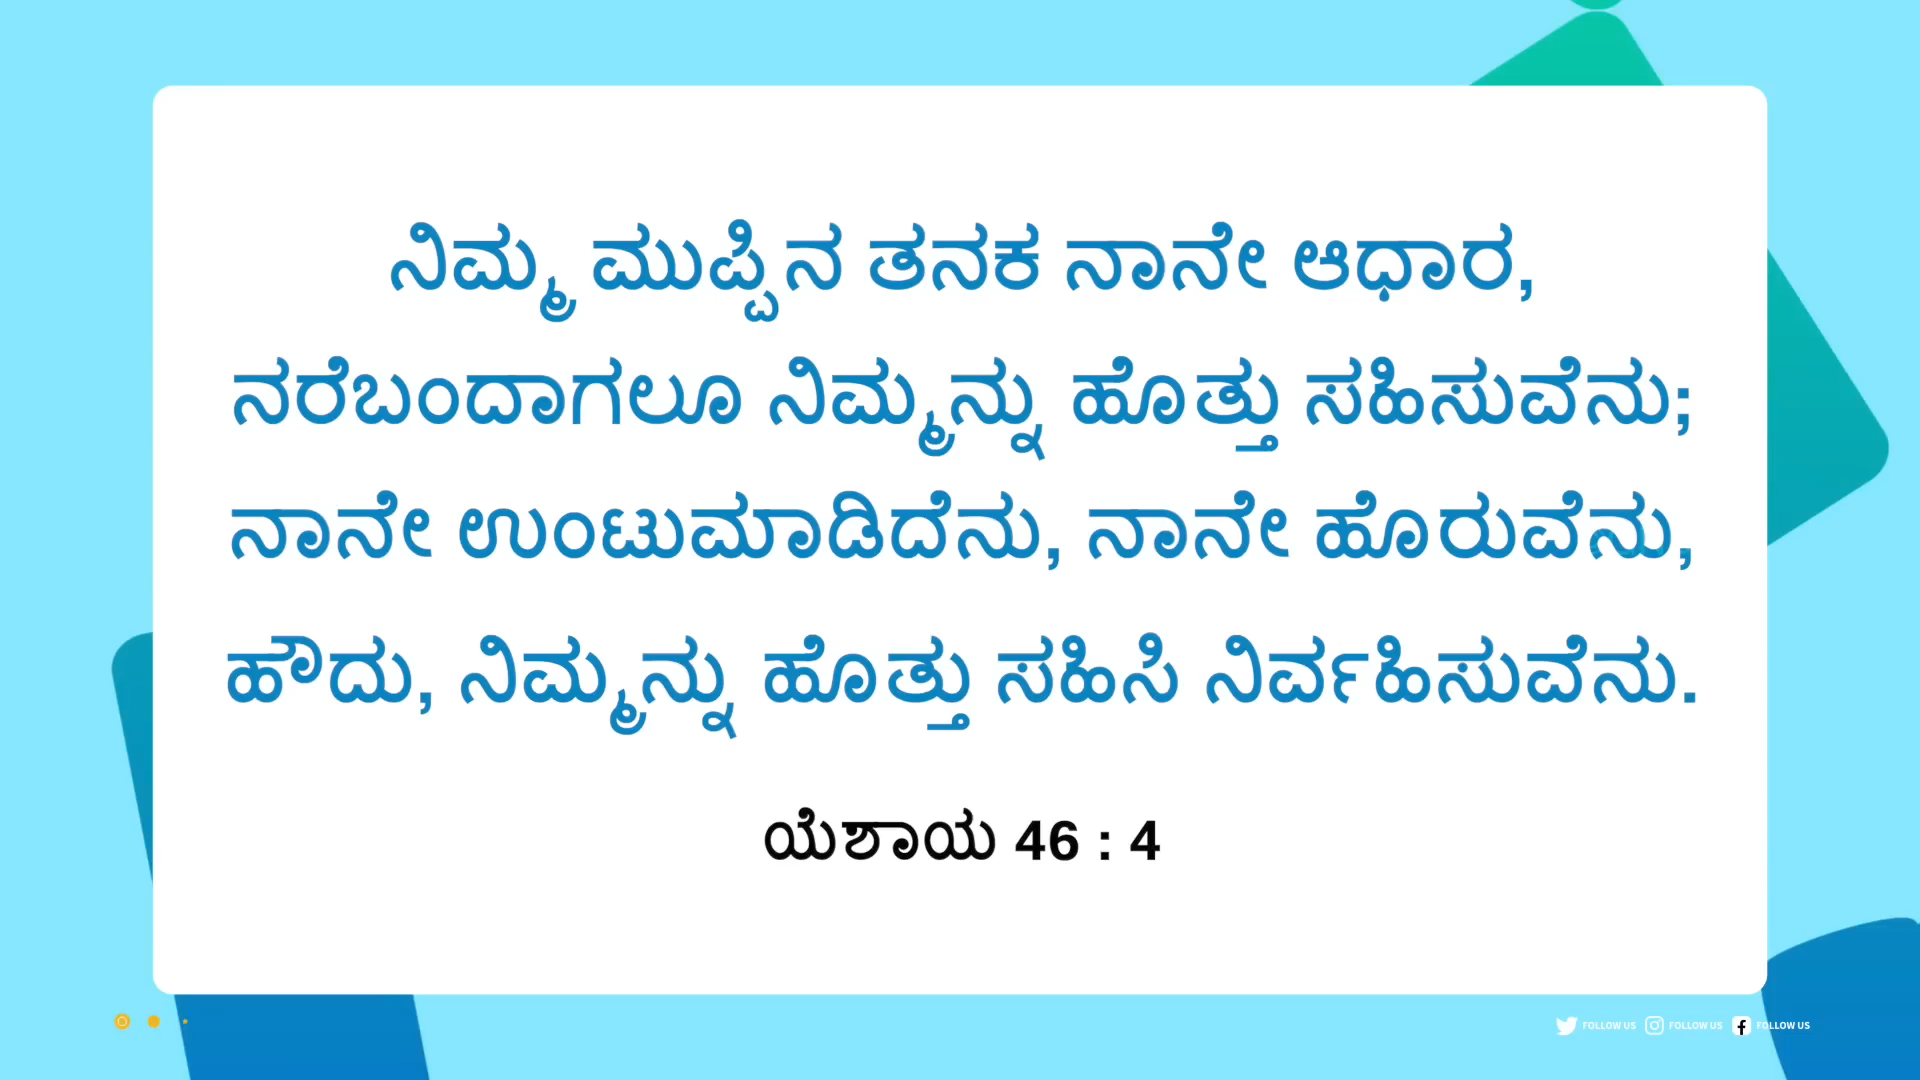 ನಿಮ್ಮ ಮುಪ್ಪಿನ ತನಕ ನಾನೇ ಆಧಾರ,
ನರೆಬಂದಾಗಲೂ ನಿಮ್ಮನ್ನು ಹೊತ್ತು ಸಹಿಸುವೆನು;
ನಾನೇ ಉಂಟುಮಾಡಿದೆನು, ನಾನೇ ಹೊರುವೆನು,
ಹೌದು, ನಿಮ್ಮನ್ನು ಹೊತ್ತು ಸಹಿಸಿ ನಿರ್ವಹಿಸುವೆನು.
ಯೆಶಾಯ 46 : 4
FOLLOW US FOLLOW US FOLLOW US